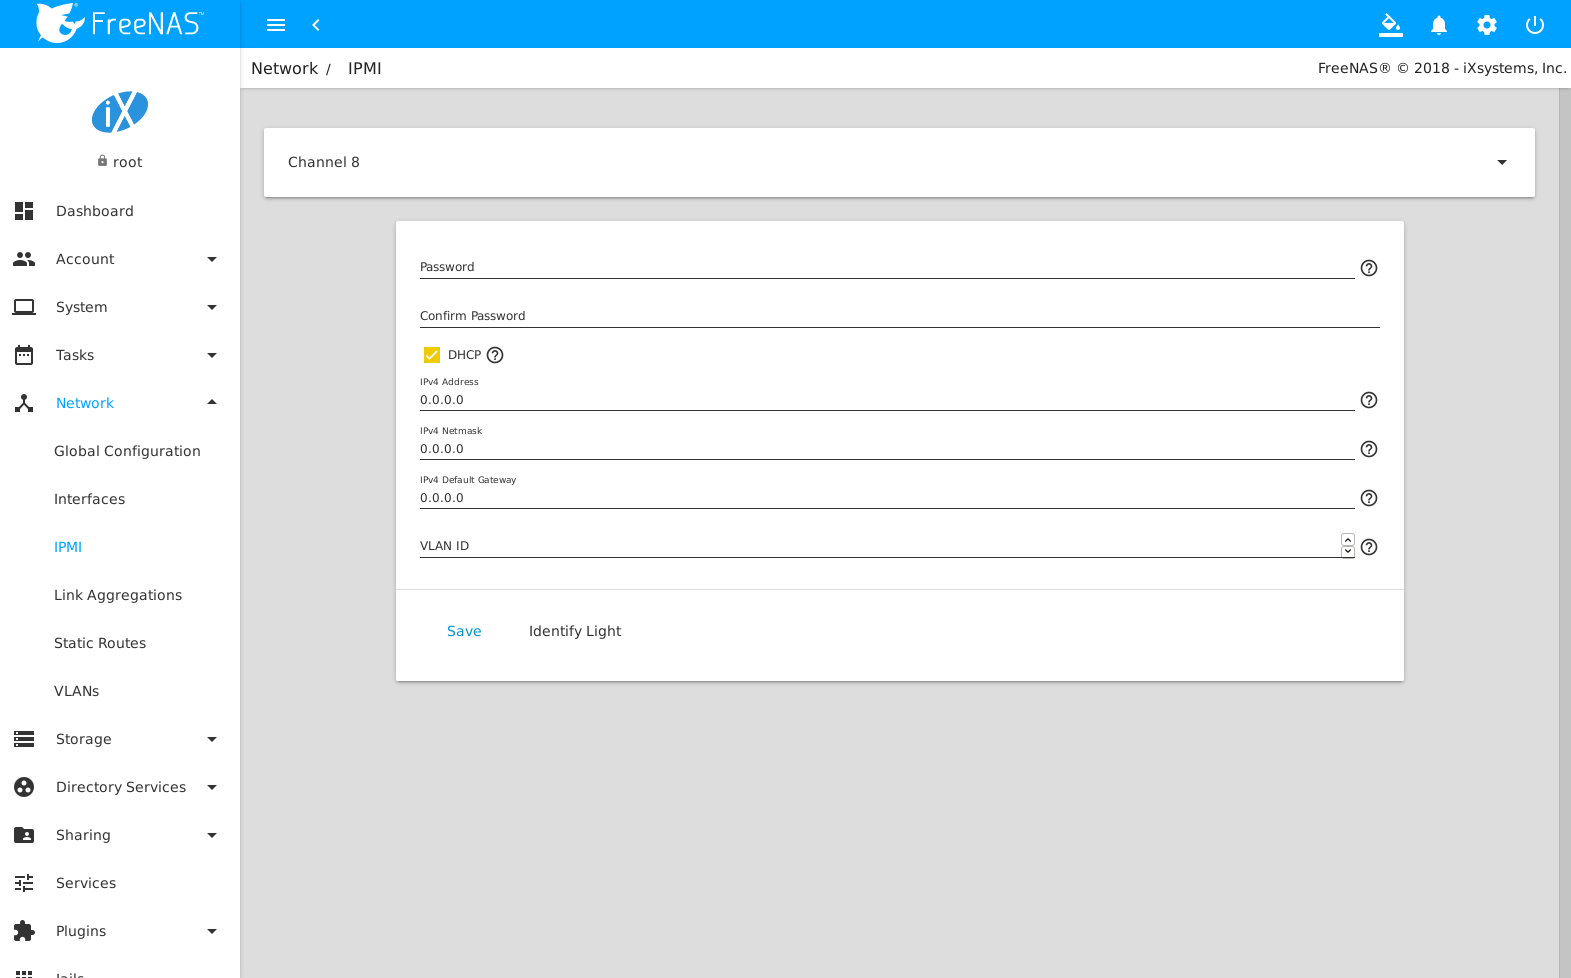 FreeNAS™
Network / IPMI
FreeNAS® © 2018 - iXsystems, Inc.
iX
root
Dashboard
Account
System
Tasks
Network
Global Configuration
Interfaces
IPMI
Link Aggregations
Static Routes
VLANs
Storage
Directory Services
Sharing
Services
Plugins
Jails
Channel 8
Password
Confirm Password
DHCP
IPv4 Address
0.0.0.0
IPv4 Netmask
0.0.0.0
IPv4 Default Gateway
0.0.0.0
VLAN ID
Save Identify Light